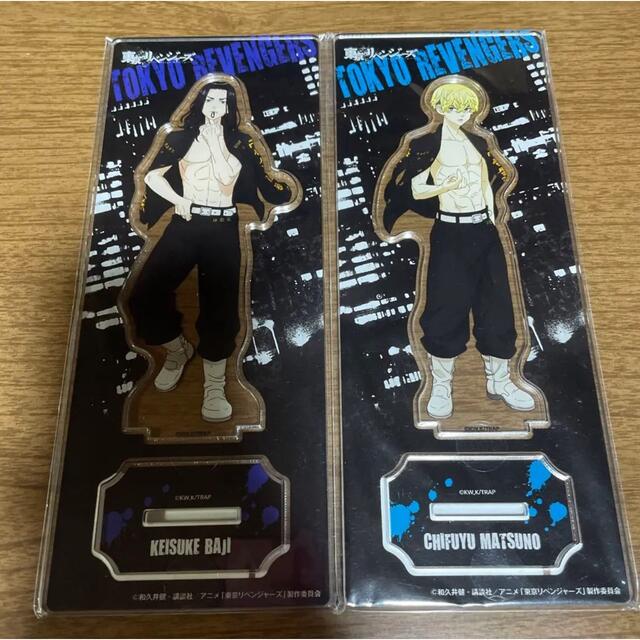 東京リベンジャーズ
TOKYO REVENGERS
©KW,K/TRAP
©KW,K/TRAP
KEISUKE BAJI
©和久井健・講談社／アニメ「東京リベンジャーズ」製作委員会
東京リベンジャーズ
TOKYO REVENGERS
©KW,K/TRAP
©KW,K/TRAP
CHIFUYU MATSUNO
©和久井健・講談社／アニメ「東京リベンジャーズ」製作委員会